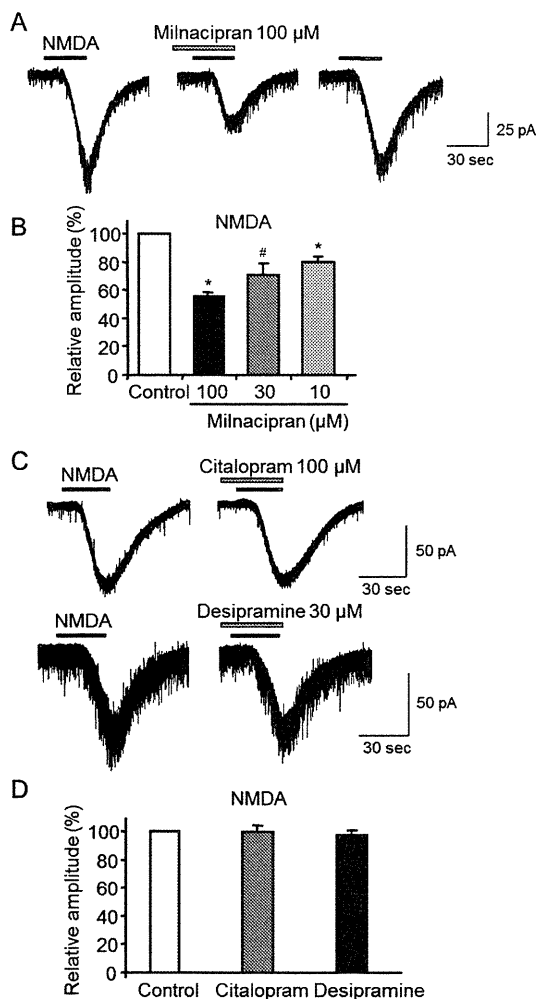 A
NMDA
Milnacipran 100 µM
25 pA
30 sec
B
NMDA
Relative amplitude (%)
100
80
60
40
20
0
*
#
*
Control 100 30 10
Milnacipran (µM)
C
NMDA
Citalopram 100 µM
50 pA
30 sec
NMDA
Desipramine 30 µM
50 pA
30 sec
D
NMDA
Relative amplitude (%)
100
80
60
40
20
0
Control Citalopram Desipramine